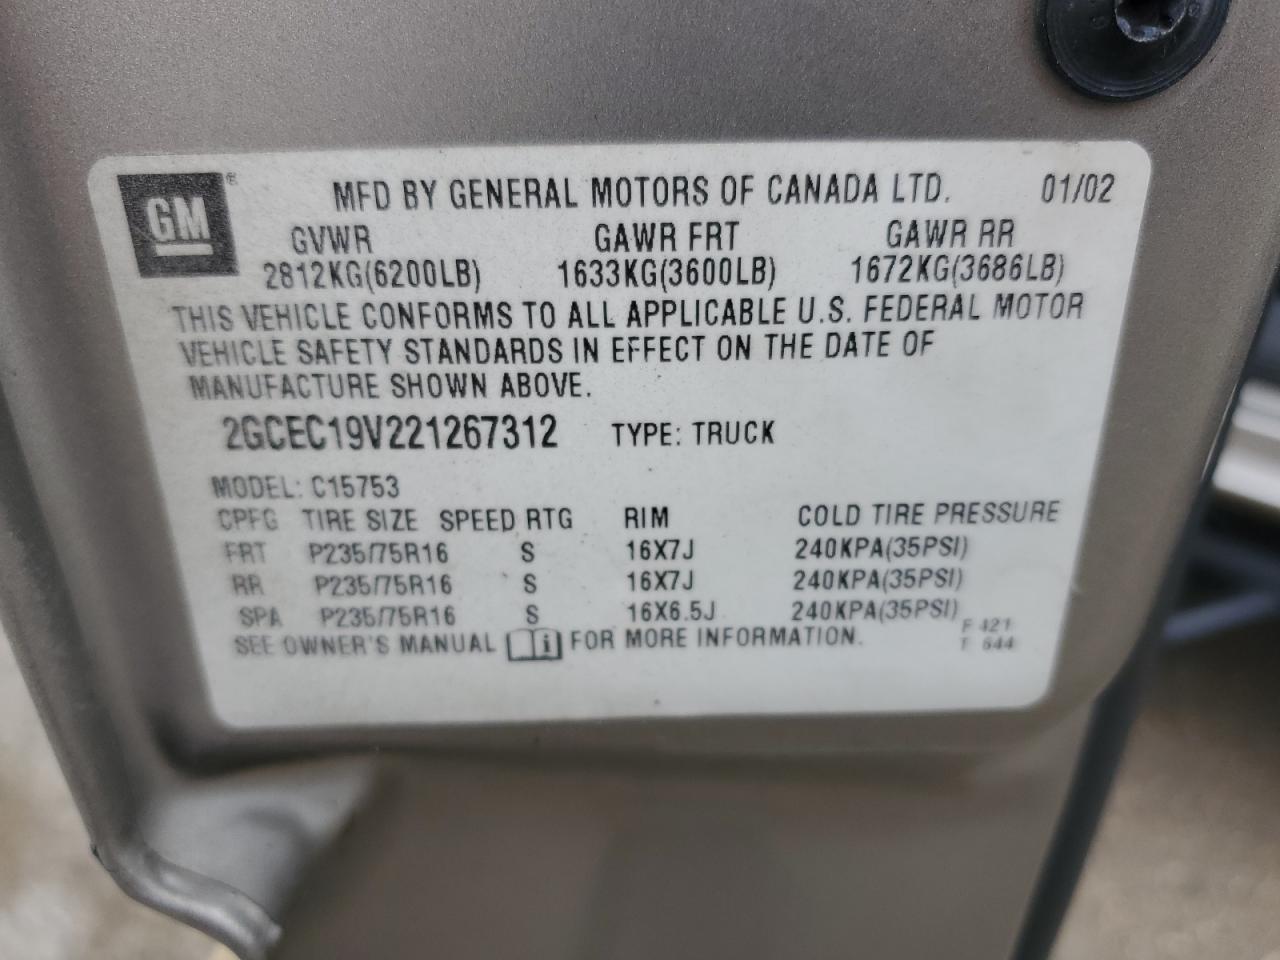 GM® MFD BY GENERAL MOTORS OF CANADA LTD. 01/02
GVWR GAWR FRT GAWR RR
2812KG(6200LB) 1633KG(3600LB) 1672KG(3686LB)
THIS VEHICLE CONFORMS TO ALL APPLICABLE U.S. FEDERAL MOTOR
VEHICLE SAFETY STANDARDS IN EFFECT ON THE DATE OF
MANUFACTURE SHOWN ABOVE.
2GCEC19V221267312 TYPE: TRUCK
MODEL: C15753
CPFG TIRE SIZE SPEED RTG RIM COLD TIRE PRESSURE
FRT P235/75R16 S 16X7J 240KPA(35PSI)
RR P235/75R16 S 16X7J 240KPA(35PSI)
SPA P235/75R16 S 16X6.5J 240KPA(35PSI)
SEE OWNER'S MANUAL i FOR MORE INFORMATION.
F 421
F 644